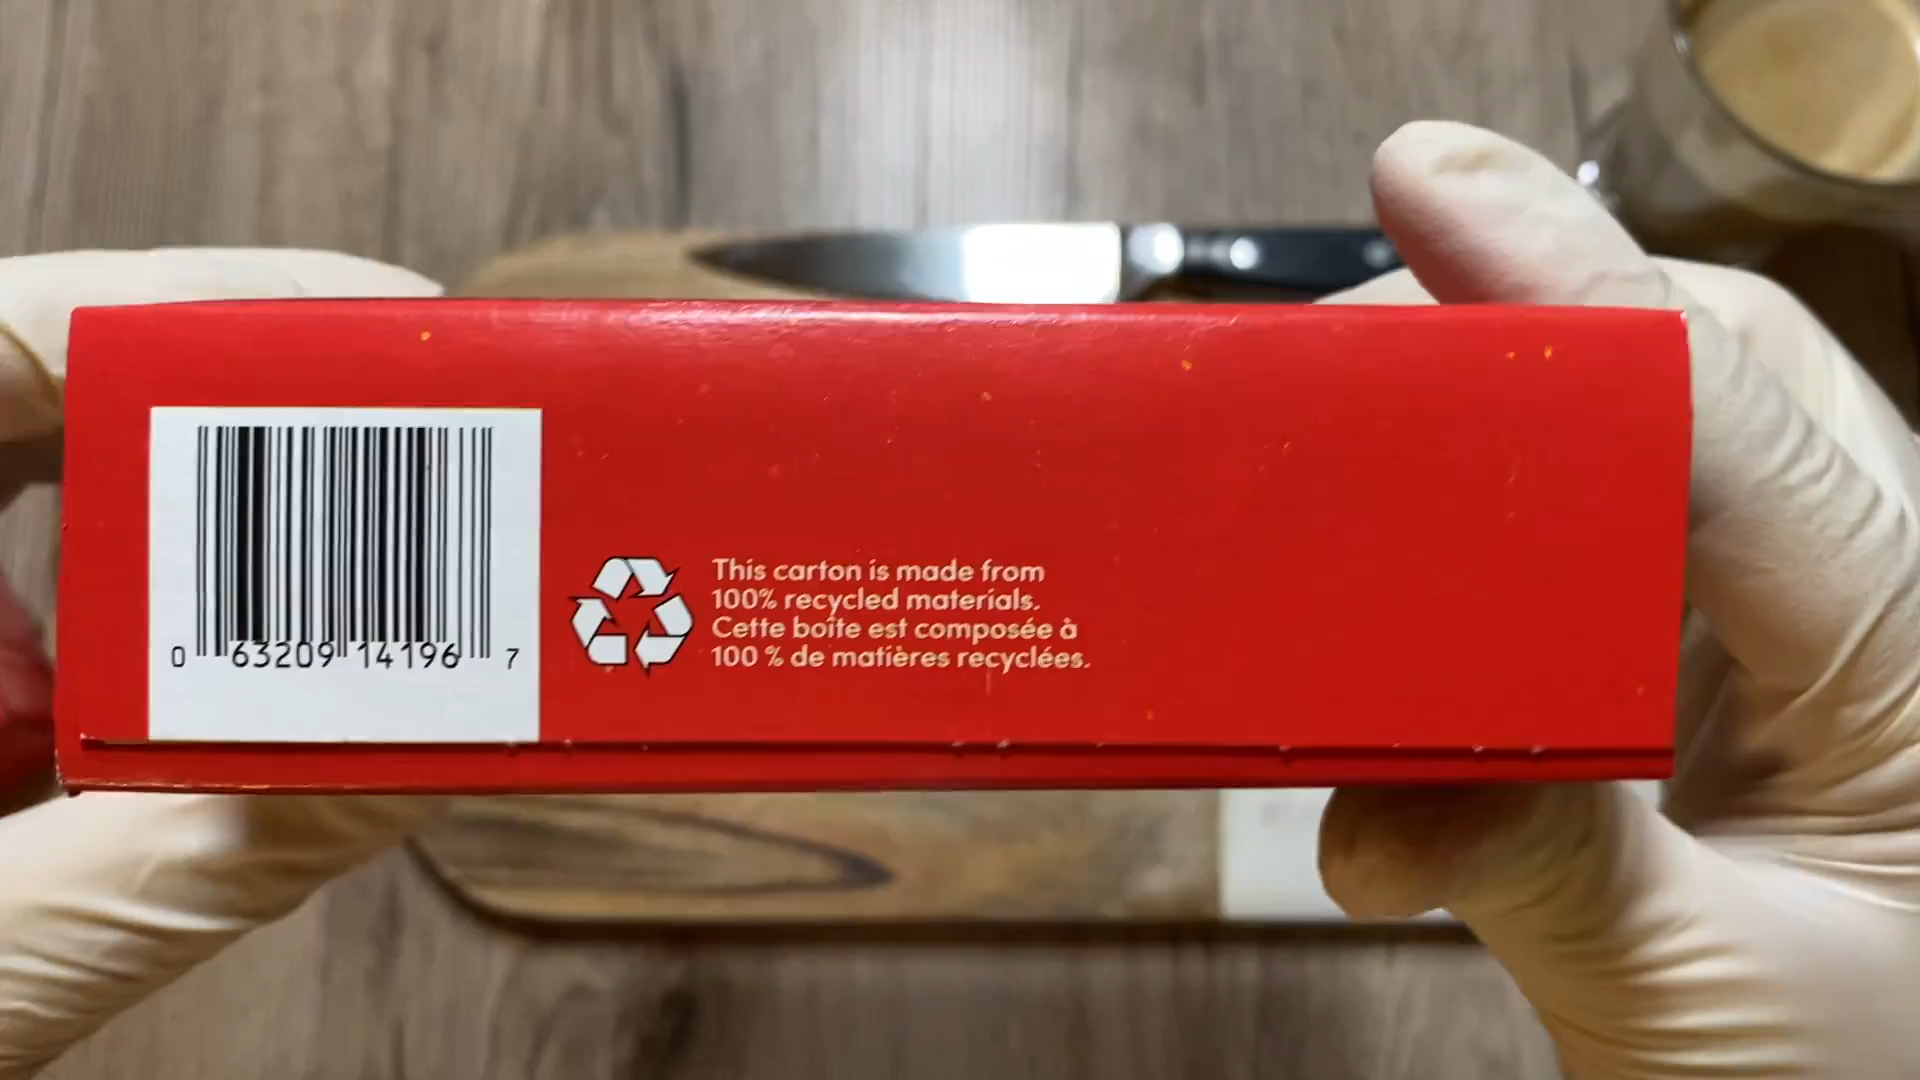 0 63209 14196 7
This carton is made from
100% recycled materials.
Cette boîte est composée à
100 % de matières recyclées.